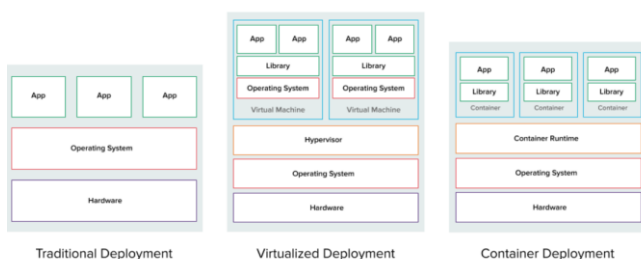 App App App
Operating System
Hardware
Traditional Deployment
App App App App
Library Library
Operating System Operating System
Virtual Machine Virtual Machine
Hypervisor
Operating System
Hardware
Virtualized Deployment
App App App
Library Library Library
Container Container Container
Container Runtime
Operating System
Hardware
Container Deployment